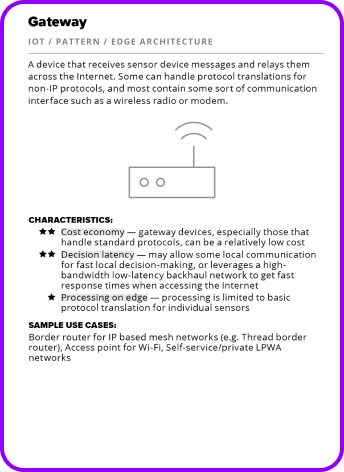 Gateway
IOT / PATTERN / EDGE ARCHITECTURE
A device that receives sensor device messages and relays them
across the Internet. Some can handle protocol translations for
non-IP protocols, and most contain some sort of communication
interface such as a wireless radio or modem.
CHARACTERISTICS:
★★ Cost economy — gateway devices, especially those that
handle standard protocols, can be a relatively low cost
★★ Decision latency — may allow some local communication
for fast local decision-making, or leverages a high-
bandwidth low-latency backhaul network to get fast
response times when accessing the Internet
★ Processing on edge — processing is limited to basic
protocol translation for individual sensors
SAMPLE USE CASES:
Border router for IP based mesh networks (e.g. Thread border
router), Access point for Wi-Fi, Self-service/private LPWA
networks